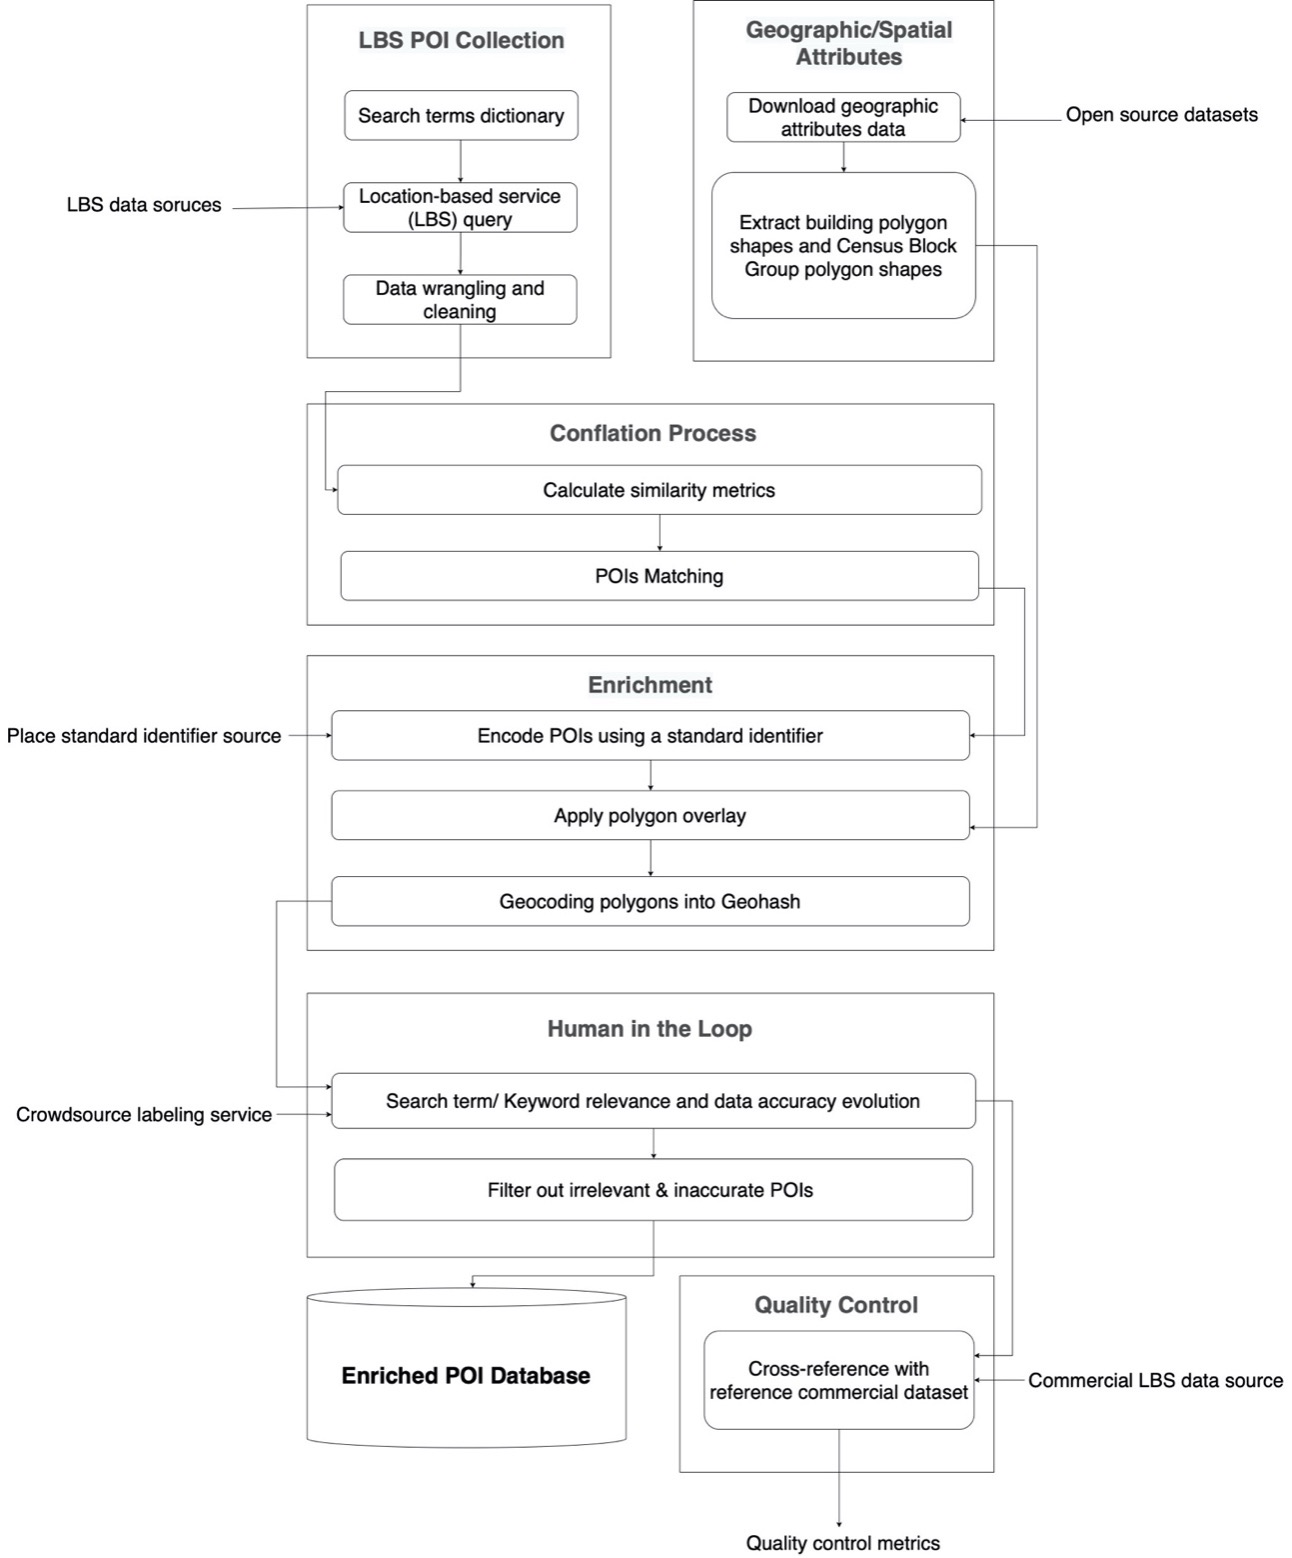 LBS POI Collection
Search terms dictionary
LBS data soruces
Location-based service
(LBS) query
Data wrangling and
cleaning
Geographic/Spatial
Attributes
Download geographic
attributes data
Open source datasets
Extract building polygon
shapes and Census Block
Group polygon shapes
Conflation Process
Calculate similarity metrics
POIs Matching
Enrichment
Place standard identifier source
Encode POIs using a standard identifier
Apply polygon overlay
Geocoding polygons into Geohash
Human in the Loop
Search term/ Keyword relevance and data accuracy evolution
Crowdsource labeling service
Filter out irrelevant & inaccurate POIs
Enriched POI Database
Quality Control
Cross-reference with
reference commercial dataset
Commercial LBS data source
Quality control metrics